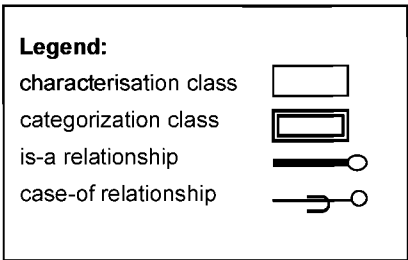 Legend:
characterisation class
categorization class
is-a relationship
case-of relationship